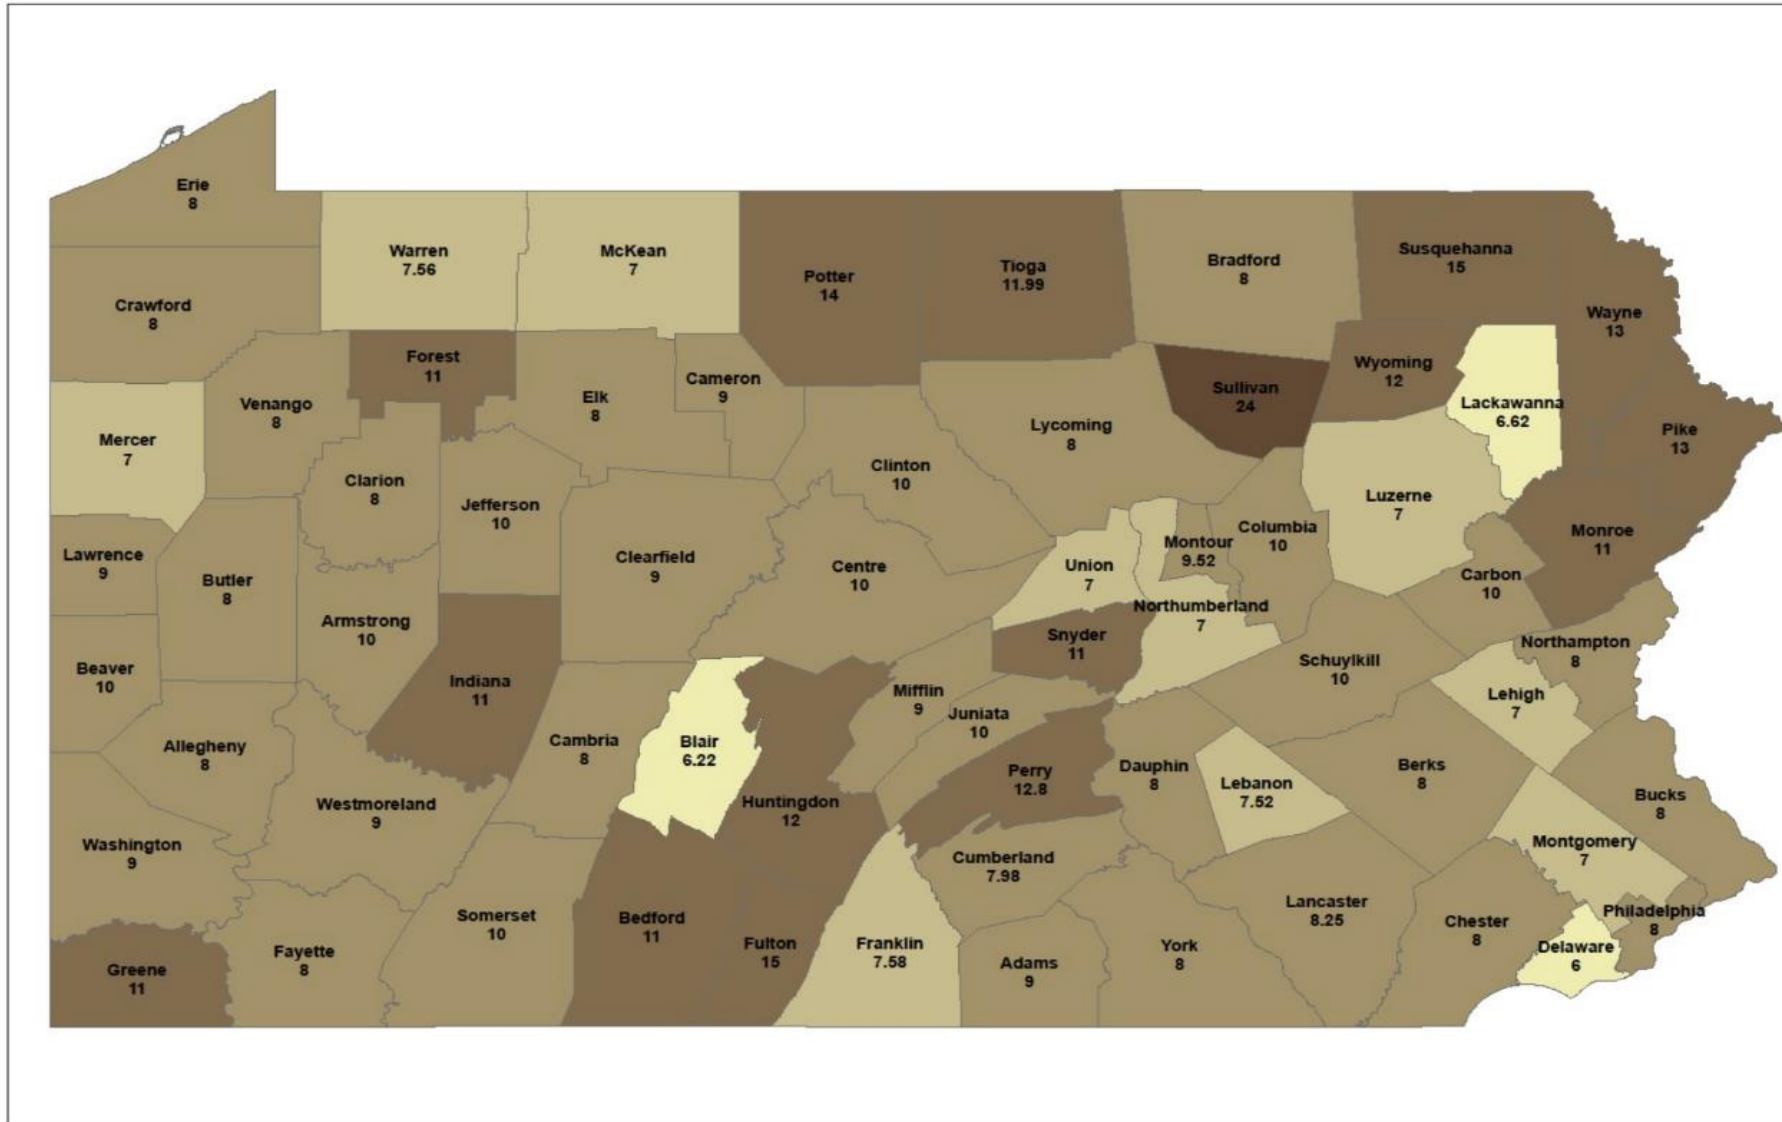 Erie
8
Warren
7.56
McKean
7
Potter
14
Tioga
11.99
Bradford
8
Susquehanna
15
Wayne
13
Crawford
8
Forest
11
Cameron
9
Elk
8
Sullivan
24
Wyoming
12
Lackawanna
6.62
Pike
13
Mercer
7
Venango
8
Clarion
8
Jefferson
10
Clinton
10
Lycoming
8
Luzerne
7
Monroe
11
Lawrence
9
Butler
8
Clearfield
9
Centre
10
Union
7
Montour
9.52
Columbia
10
Carbon
10
Armstrong
10
Northumberland
7
Snyder
11
Schuylkill
10
Northampton
8
Beaver
10
Indiana
11
Mifflin
9
Juniata
10
Lehigh
7
Allegheny
8
Cambria
8
Blair
6.22
Perry
12.8
Dauphin
8
Lebanon
7.52
Berks
8
Bucks
8
Westmoreland
9
Huntingdon
12
Washington
9
Cumberland
7.98
Montgomery
7
Somerset
10
Bedford
11
Lancaster
8.25
Chester
8
Philadelphia
8
Greene
11
Fayette
8
Fulton
15
Franklin
7.58
Adams
9
York
8
Delaware
6